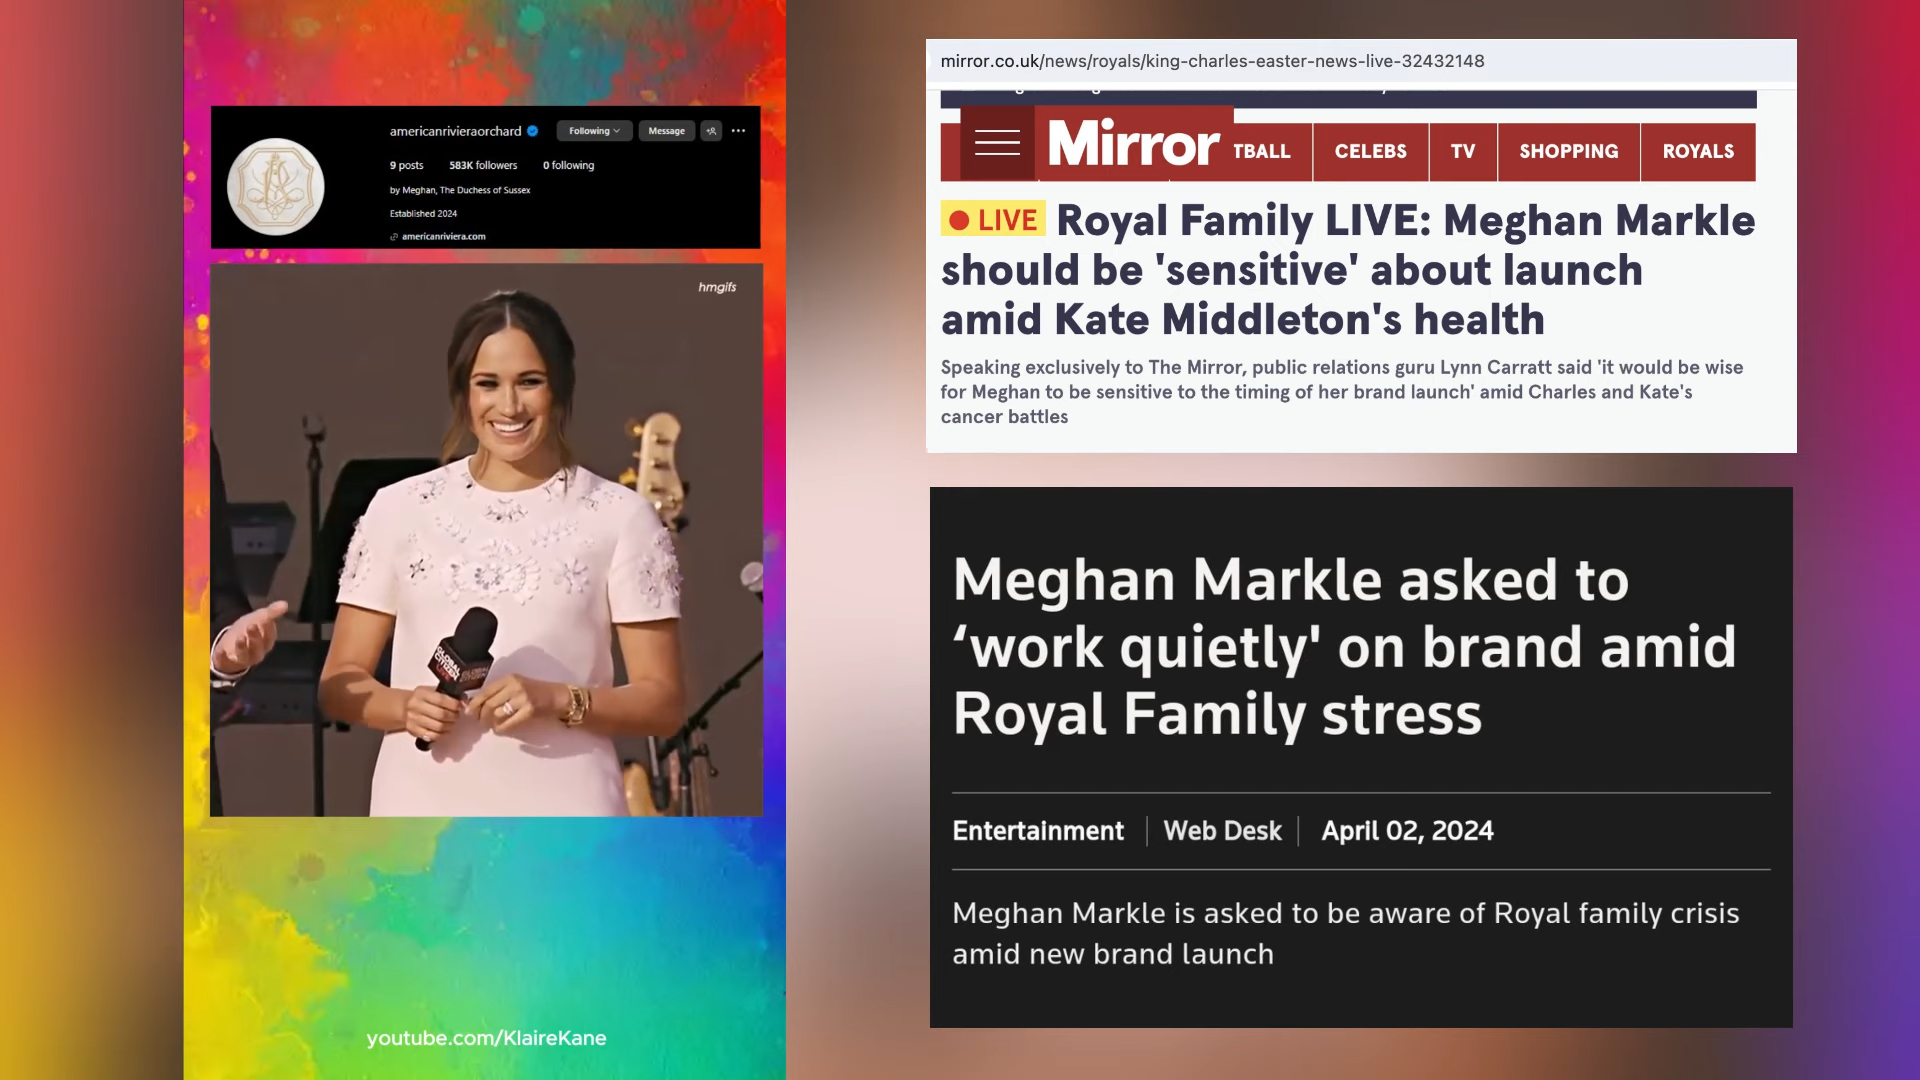 americanrivieraorchard
Following
Message
9 posts 583K followers 0 following
by Meghan, The Duchess of Sussex
Established 2024
americanriviera.com
hmgifs
GLOBAL
CITIZEN
youtube.com/KlaireKane
mirror.co.uk/news/royals/king-charles-easter-news-live-32432148
Mirror
TBALL CELEBS TV SHOPPING ROYALS
LIVE Royal Family LIVE: Meghan Markle
should be 'sensitive' about launch
amid Kate Middleton's health
Speaking exclusively to The Mirror, public relations guru Lynn Carratt said 'it would be wise
for Meghan to be sensitive to the timing of her brand launch' amid Charles and Kate's
cancer battles
Meghan Markle asked to
‘work quietly' on brand amid
Royal Family stress
Entertainment Web Desk April 02, 2024
Meghan Markle is asked to be aware of Royal family crisis
amid new brand launch